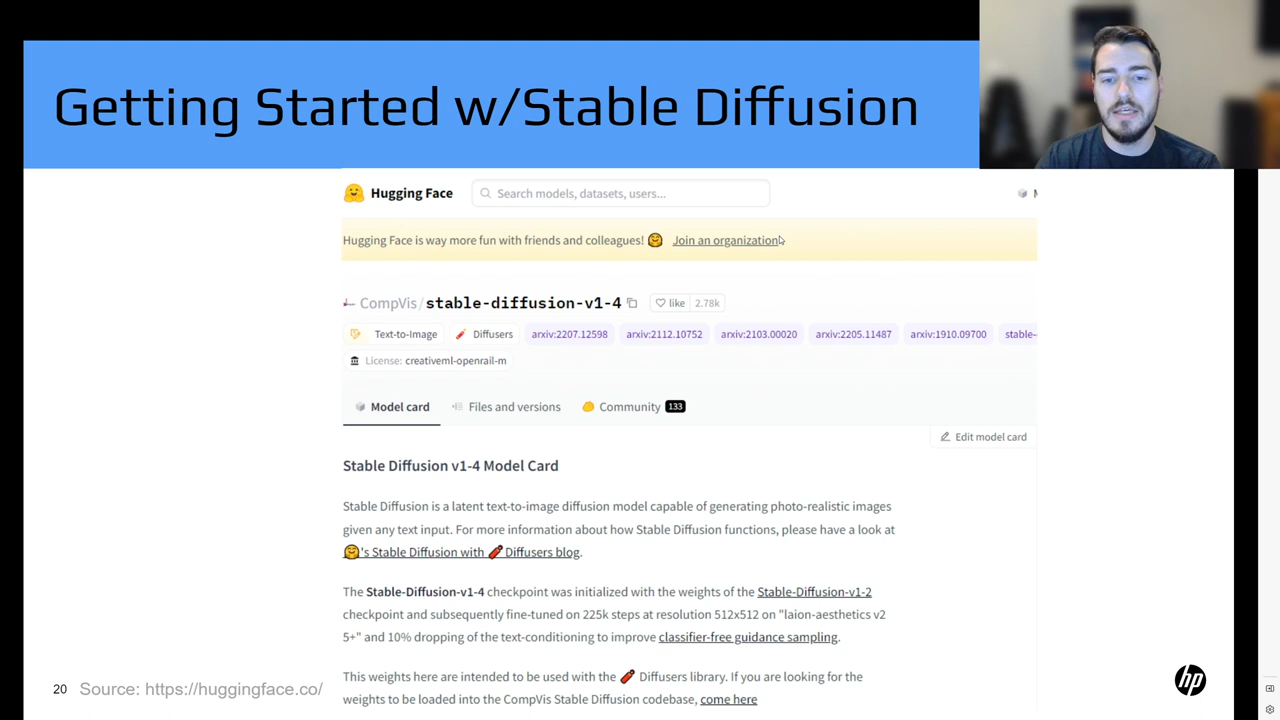 Getting Started w/Stable Diffusion
Hugging Face
Search models, datasets, users...
M
Hugging Face is way more fun with friends and colleagues! 🤗 Join an organization
CompVis/stable-diffusion-v1-4
like 2.78k
Text-to-Image Diffusers arxiv:2207.12598 arxiv:2112.10752 arxiv:2103.00020 arxiv:2205.11487 arxiv:1910.09700 stable-
License: creativeml-openrail-m
Model card Files and versions Community 133
Edit model card
Stable Diffusion v1-4 Model Card
Stable Diffusion is a latent text-to-image diffusion model capable of generating photo-realistic images
given any text input. For more information about how Stable Diffusion functions, please have a look at
🤗's Stable Diffusion with 🧨 Diffusers blog.
The Stable-Diffusion-v1-4 checkpoint was initialized with the weights of the Stable-Diffusion-v1-2
checkpoint and subsequently fine-tuned on 225k steps at resolution 512x512 on "laion-aesthetics v2
5+" and 10% dropping of the text-conditioning to improve classifier-free guidance sampling.
This weights here are intended to be used with the 🧨 Diffusers library. If you are looking for the
weights to be loaded into the CompVis Stable Diffusion codebase, come here
20 Source: https://huggingface.co/
hp